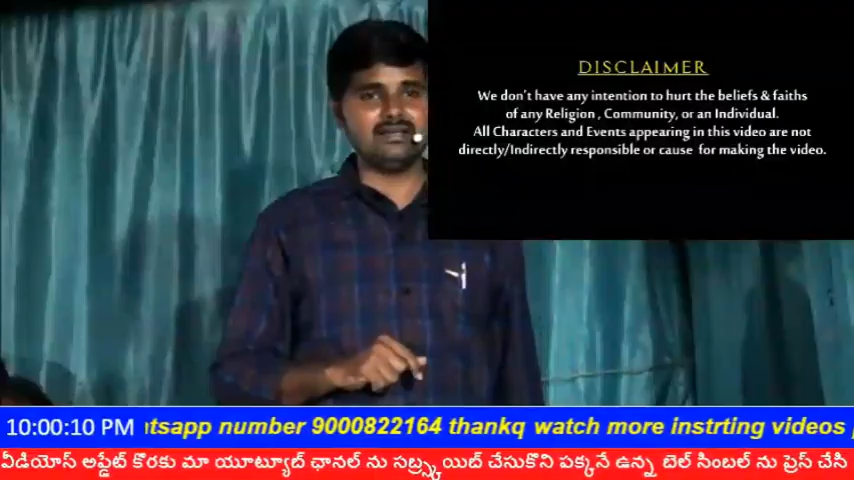 DISCLAIMER
We don't have any intention to hurt the beliefs & faiths
of any Religion , Community, or an Individual.
All Characters and Events appearing in this video are not
directly/Indirectly responsible or cause for making the video.
10:00:10 PM
tsapp number 9000822164 thankq watch more instrting videos
వీడియోస్ అప్డేట్ కొరకు మా యూట్యూబ్ ఛానల్ ను సబ్స్క్రయిబ్ చేసుకొని పక్కనే ఉన్న బెల్ సింబల్ ను ప్రెస్ చేసి